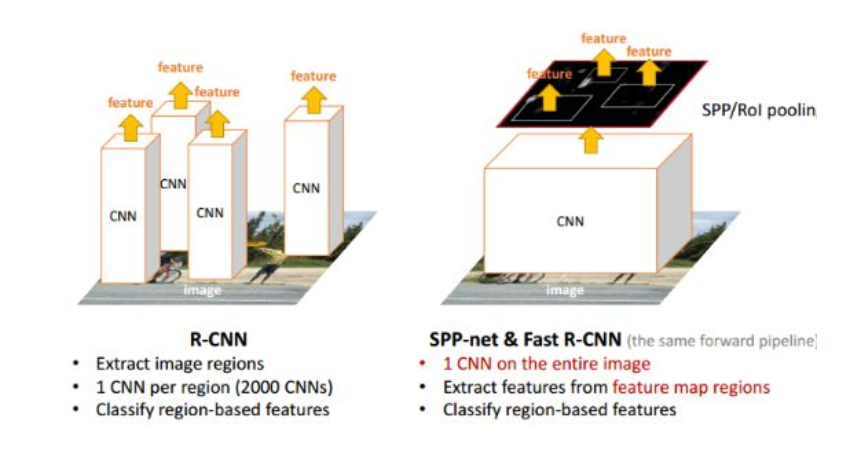 feature
feature
feature
feature
CNN
CNN
CNN
CNN
image
R-CNN
• Extract image regions
• 1 CNN per region (2000 CNNs)
• Classify region-based features
feature
feature
feature
SPP/RoI poolin
CNN
image
SPP-net & Fast R-CNN (the same forward pipeline)
• 1 CNN on the entire image
• Extract features from feature map regions
• Classify region-based features